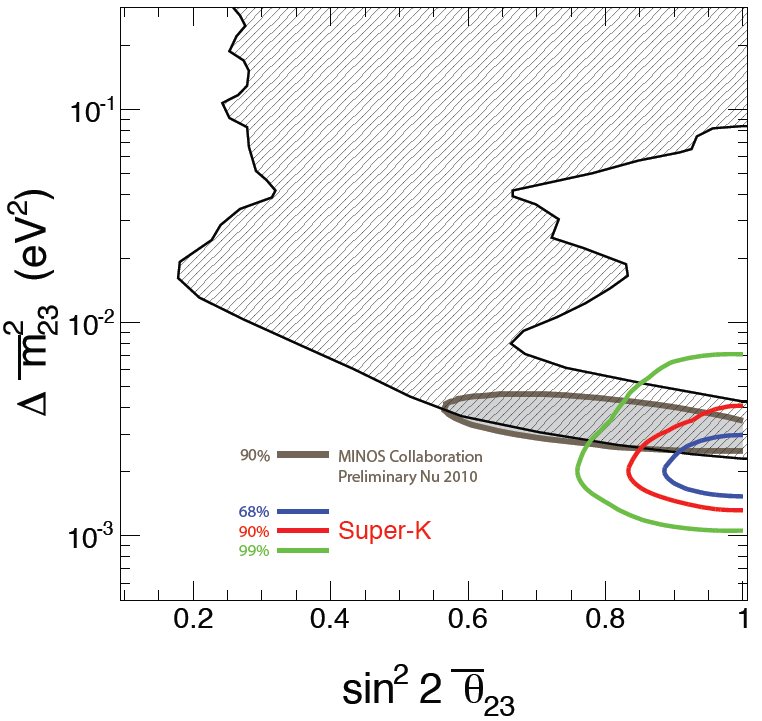 10⁻¹
10⁻²
10⁻³
Δ m̅²₂₃ (eV²)
90% MINOS Collaboration
Preliminary Nu 2010
68%
90% Super-K
99%
0.2 0.4 0.6 0.8 1
sin² 2 θ̅₂₃